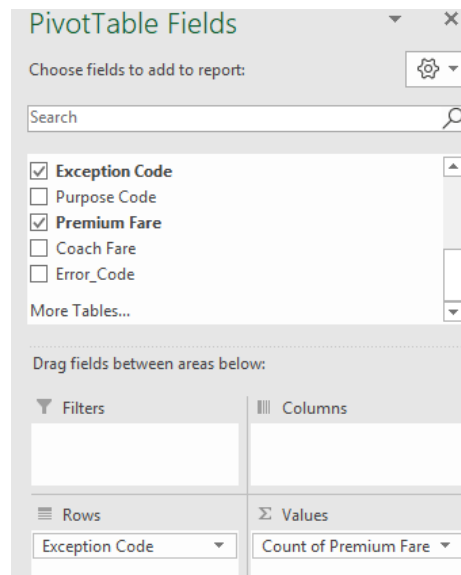 PivotTable Fields
Choose fields to add to report:
Search
Exception Code
Purpose Code
Premium Fare
Coach Fare
Error_Code
More Tables...
Drag fields between areas below:
Filters
Columns
Rows
Σ Values
Exception Code
Count of Premium Fare